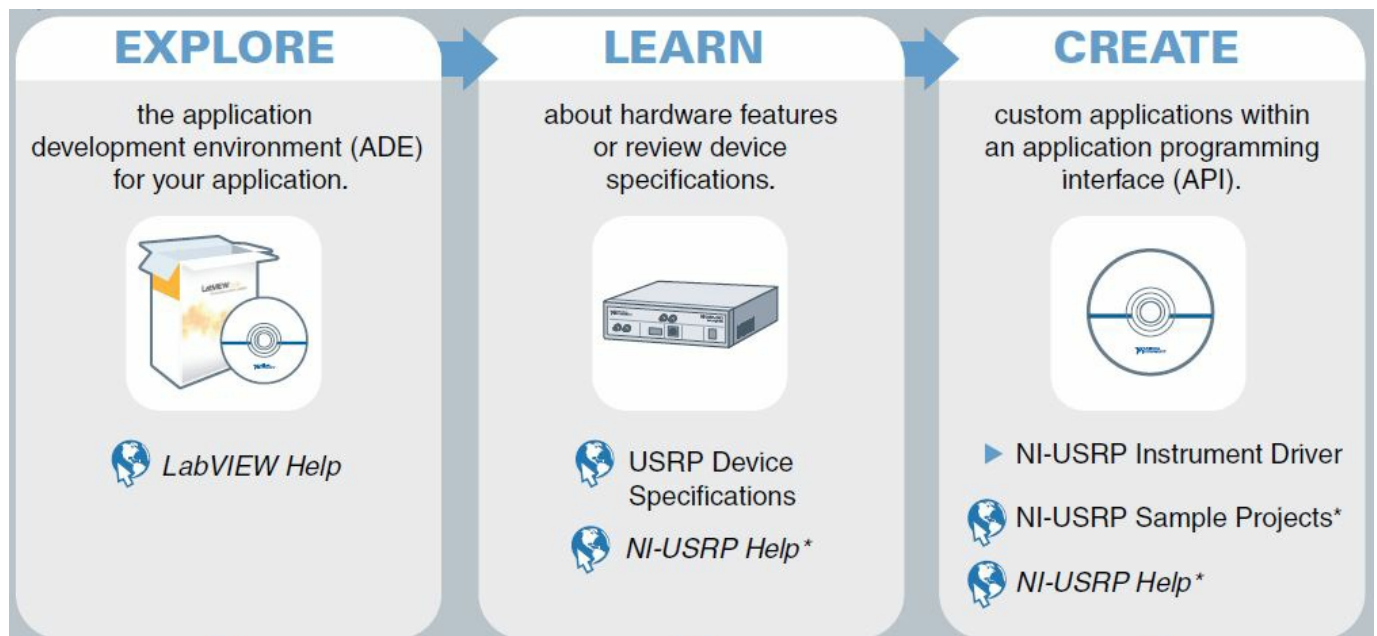 EXPLORE
the application
development environment (ADE)
for your application.
LabVIEW
LabVIEW Help
LEARN
about hardware features
or review device
specifications.
USRP Device
Specifications
NI-USRP Help*
CREATE
custom applications within
an application programming
interface (API).
NI-USRP Instrument Driver
NI-USRP Sample Projects*
NI-USRP Help*